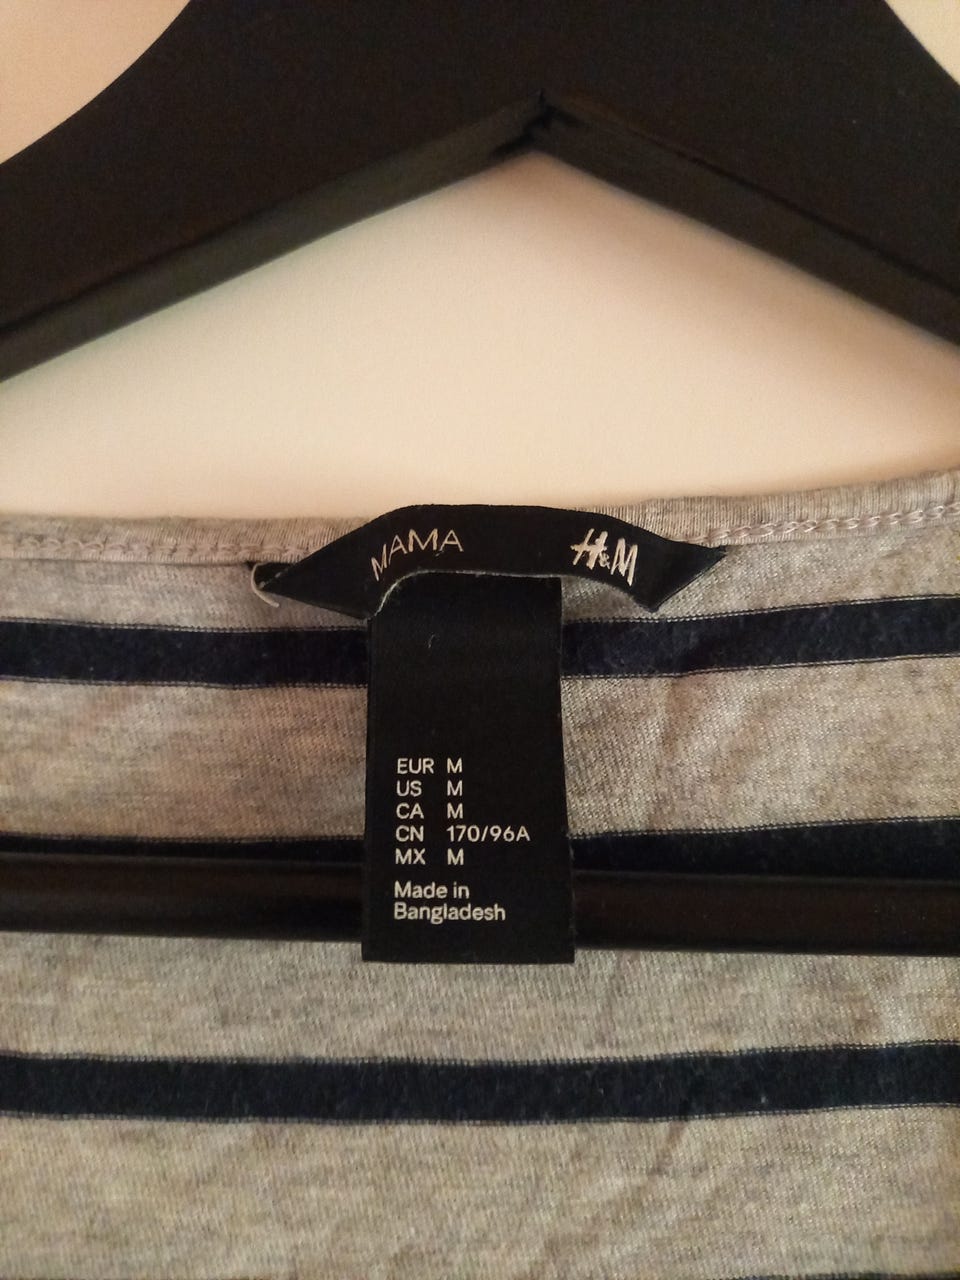 MAMA H&M
EUR M
US M
CA M
CN 170/96A
MX M
Made in
Bangladesh